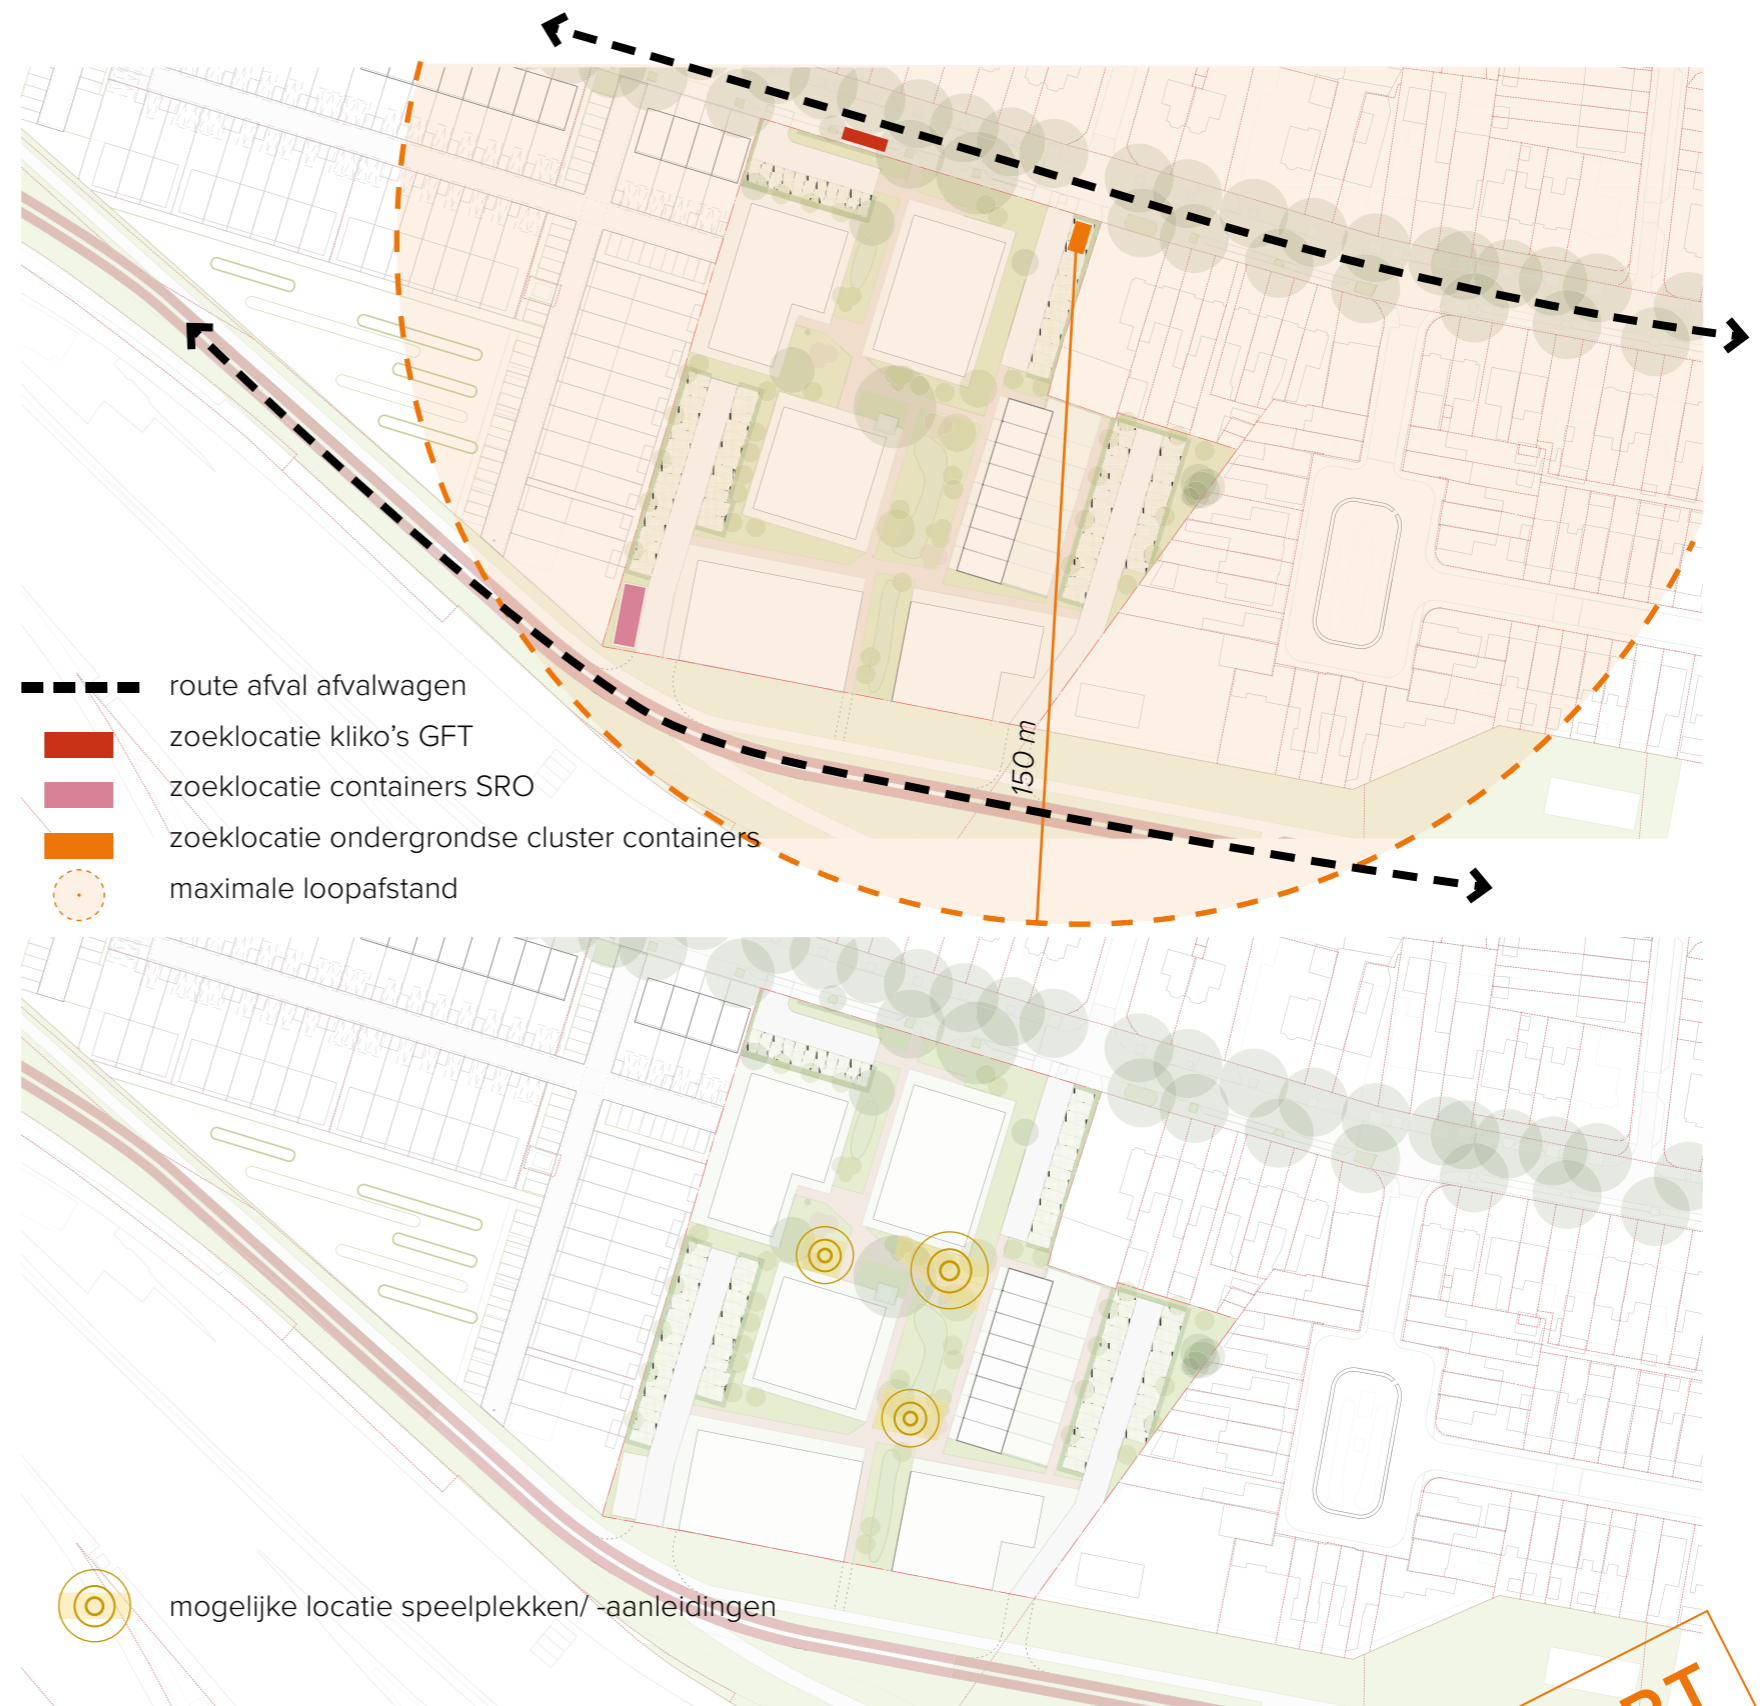 150 m
route afval afvalwagen
zoeklocatie kliko's GFT
zoeklocatie containers SRO
zoeklocatie ondergrondse cluster containers
maximale loopafstand
mogelijke locatie speelplekken/ -aanleidingen